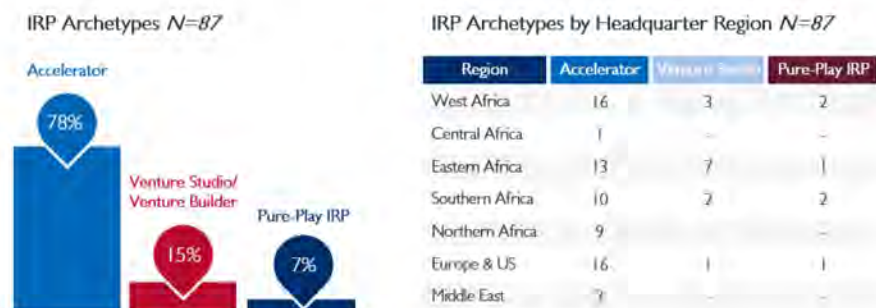 IRP Archetypes N=87
Accelerator
78%
Venture Studio/
Venture Builder
15%
Pure-Play IRP
7%
IRP Archetypes by Headquarter Region N=87
Region Accelerator Venture Studio Pure-Play IRP
West Africa 16 3 2
Central Africa 1 - -
Eastern Africa 13 7 1
Southern Africa 10 2 2
Northern Africa 9 -
Europe & US 16 1 1
Middle East - -